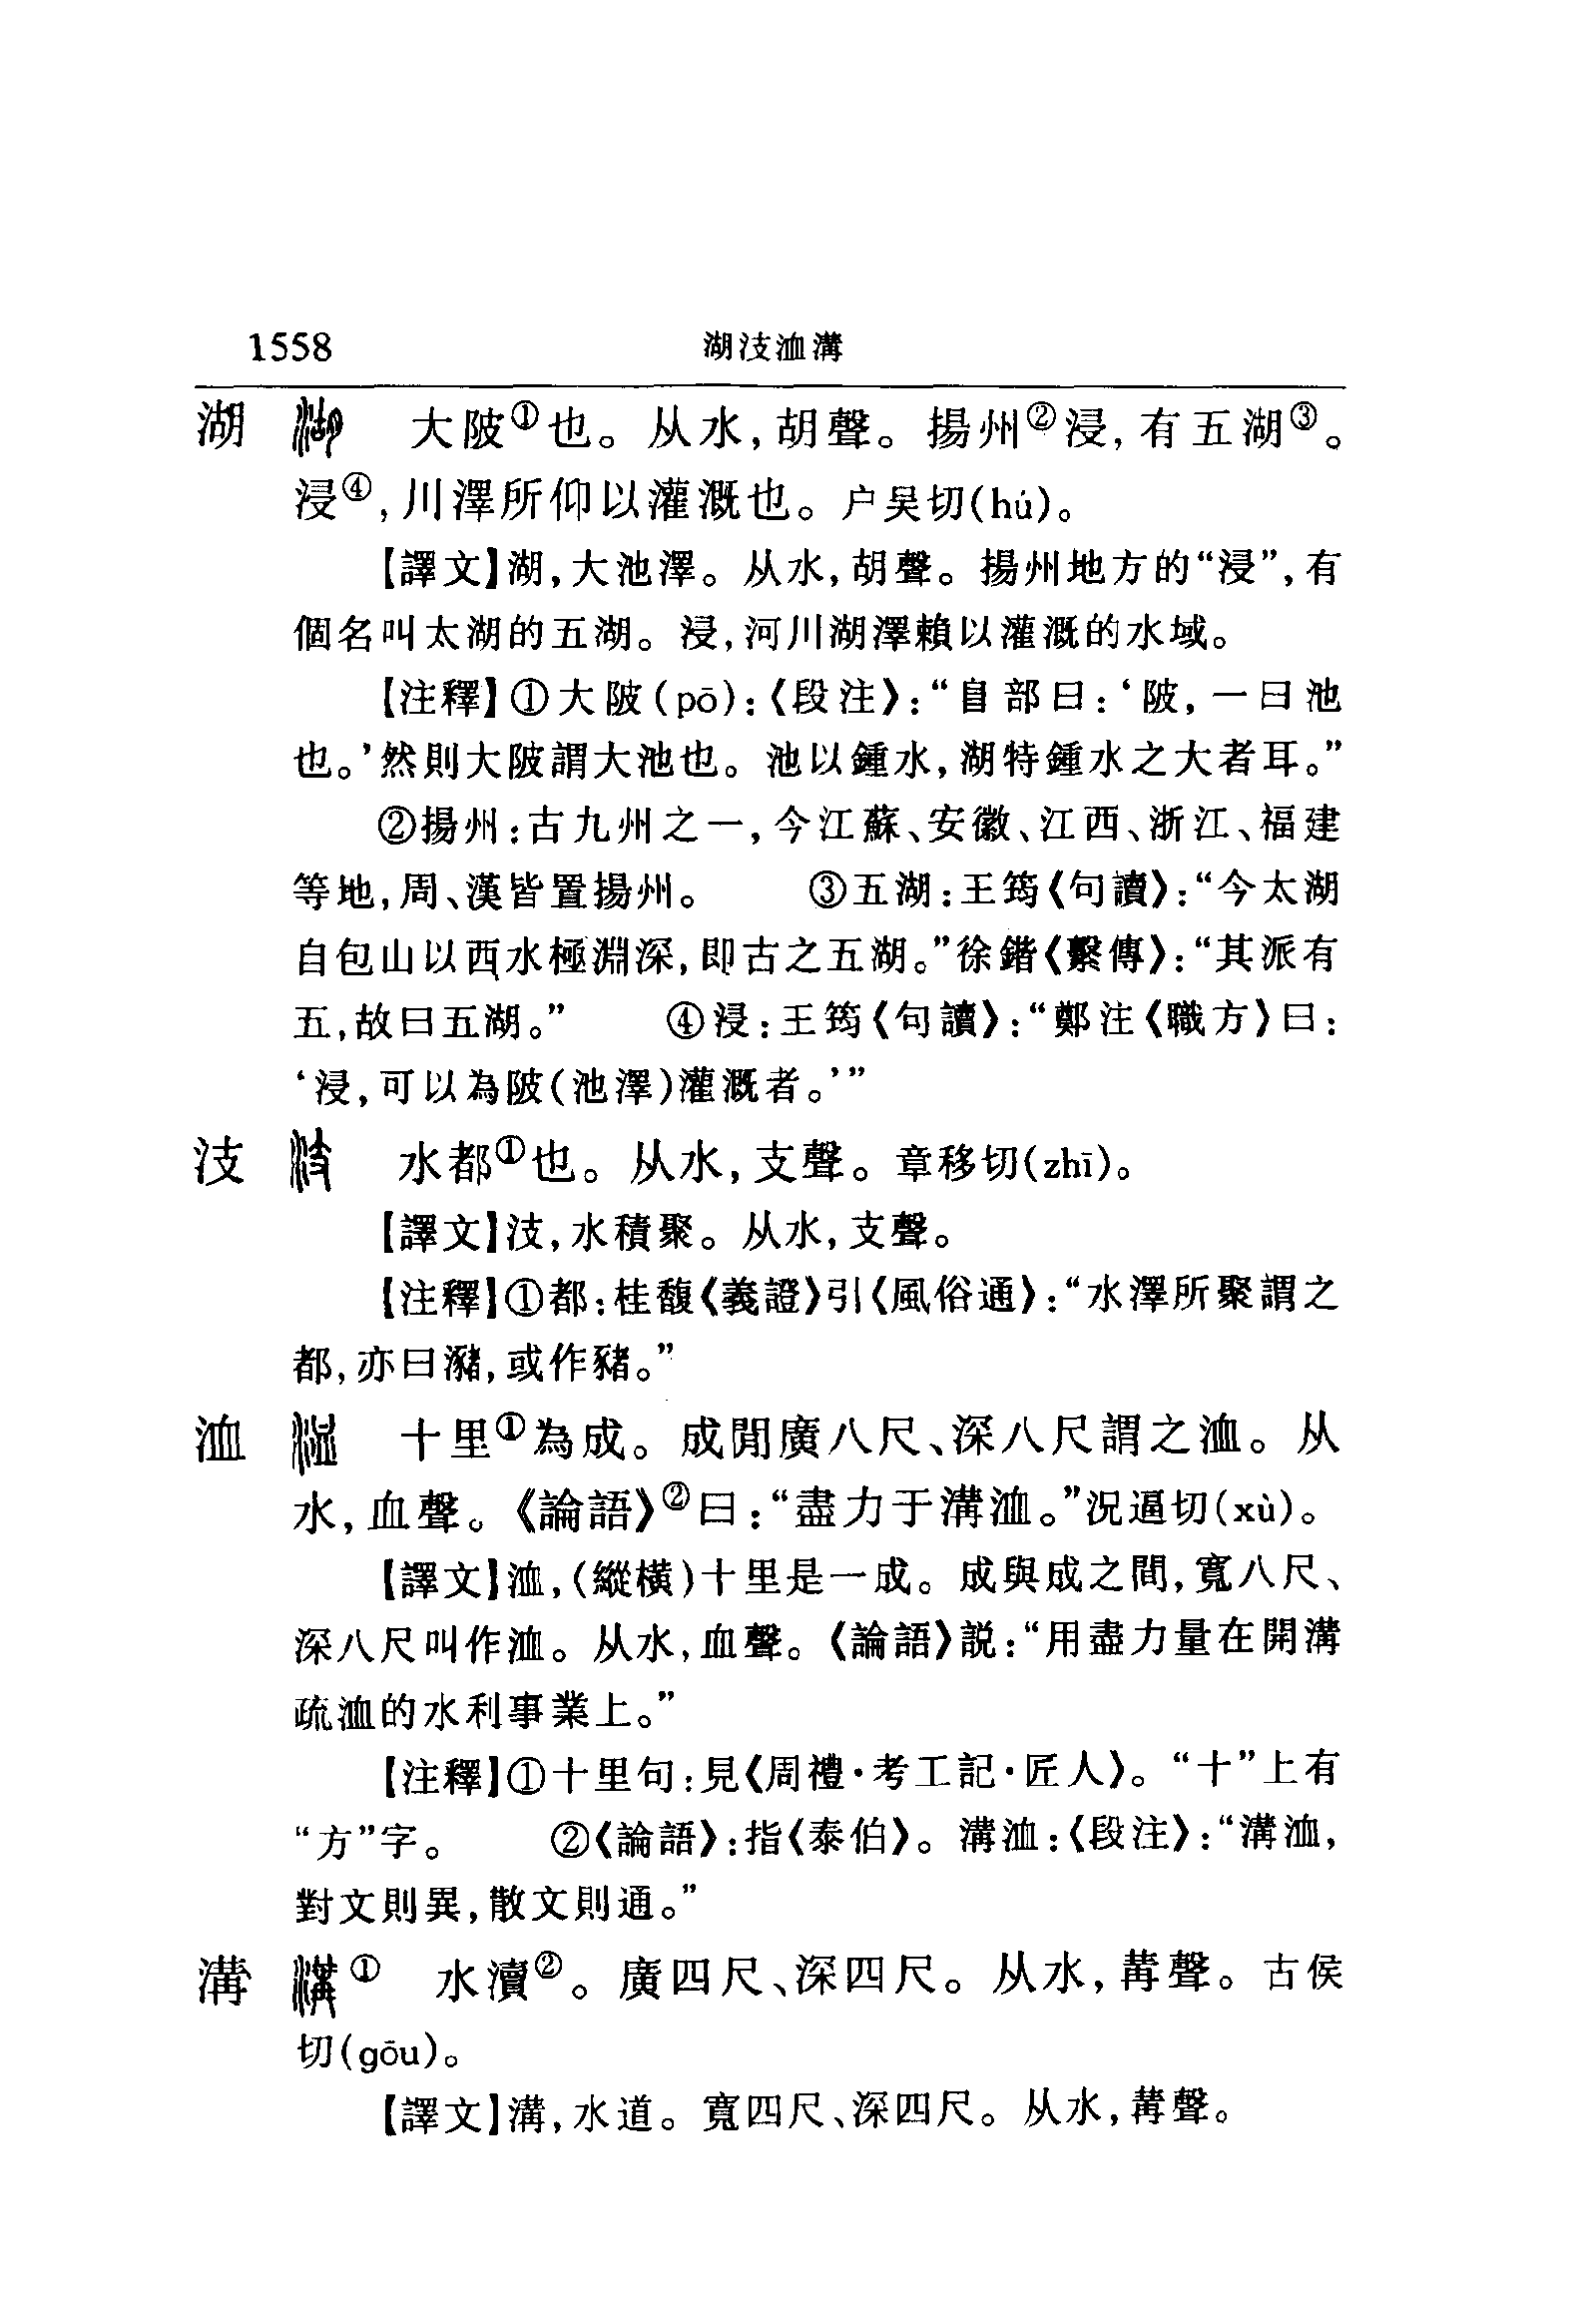 1558 湖汥洫溝
湖 大陂①也。从水,胡聲。揚州②浸,有五湖③。
浸④,川澤所仰以灌溉也。户吴切(hú)。
【譯文】湖,大池澤。从水,胡聲。揚州地方的“浸”,有
個名叫太湖的五湖。浸,河川湖澤賴以灌溉的水域。
【注釋】①大陂(pō):《段注》:“𨸏部曰:‘陂,一曰池
也。’然則大陂謂大池也。池以鍾水,湖特鍾水之大者耳。”
②揚州:古九州之一,今江蘇、安徽、江西、浙江、福建
等地,周、漢皆置揚州。 ③五湖:王筠《句讀》:“今太湖
自包山以西水極淵深,即古之五湖。”徐鍇《繫傳》:“其派有
五,故曰五湖。” ④浸:王筠《句讀》:“鄭注《職方》曰:
‘浸,可以為陂(池澤)灌溉者。’”
汥 水都①也。从水,支聲。章移切(zhī)。
【譯文】汥,水積聚。从水,支聲。
【注釋】①都:桂馥《義證》引《風俗通》:“水澤所聚謂之
都,亦曰瀦,或作豬。”
洫 十里①為成。成閒廣八尺、深八尺謂之洫。从
水,血聲。《論語》②曰:“盡力于溝洫。”況逼切(xù)。
【譯文】洫,(縱橫)十里是一成。成與成之間,寬八尺、
深八尺叫作洫。从水,血聲。《論語》説:“用盡力量在開溝
疏洫的水利事業上。”
【注釋】①十里句:見《周禮·考工記·匠人》。“十”上有
“方”字。 ②《論語》:指《泰伯》。溝洫:《段注》:“溝洫,
對文則異,散文則通。”
溝 ① 水瀆②。廣四尺、深四尺。从水,冓聲。古侯
切(gōu)。
【譯文】溝,水道。寬四尺、深四尺。从水,冓聲。